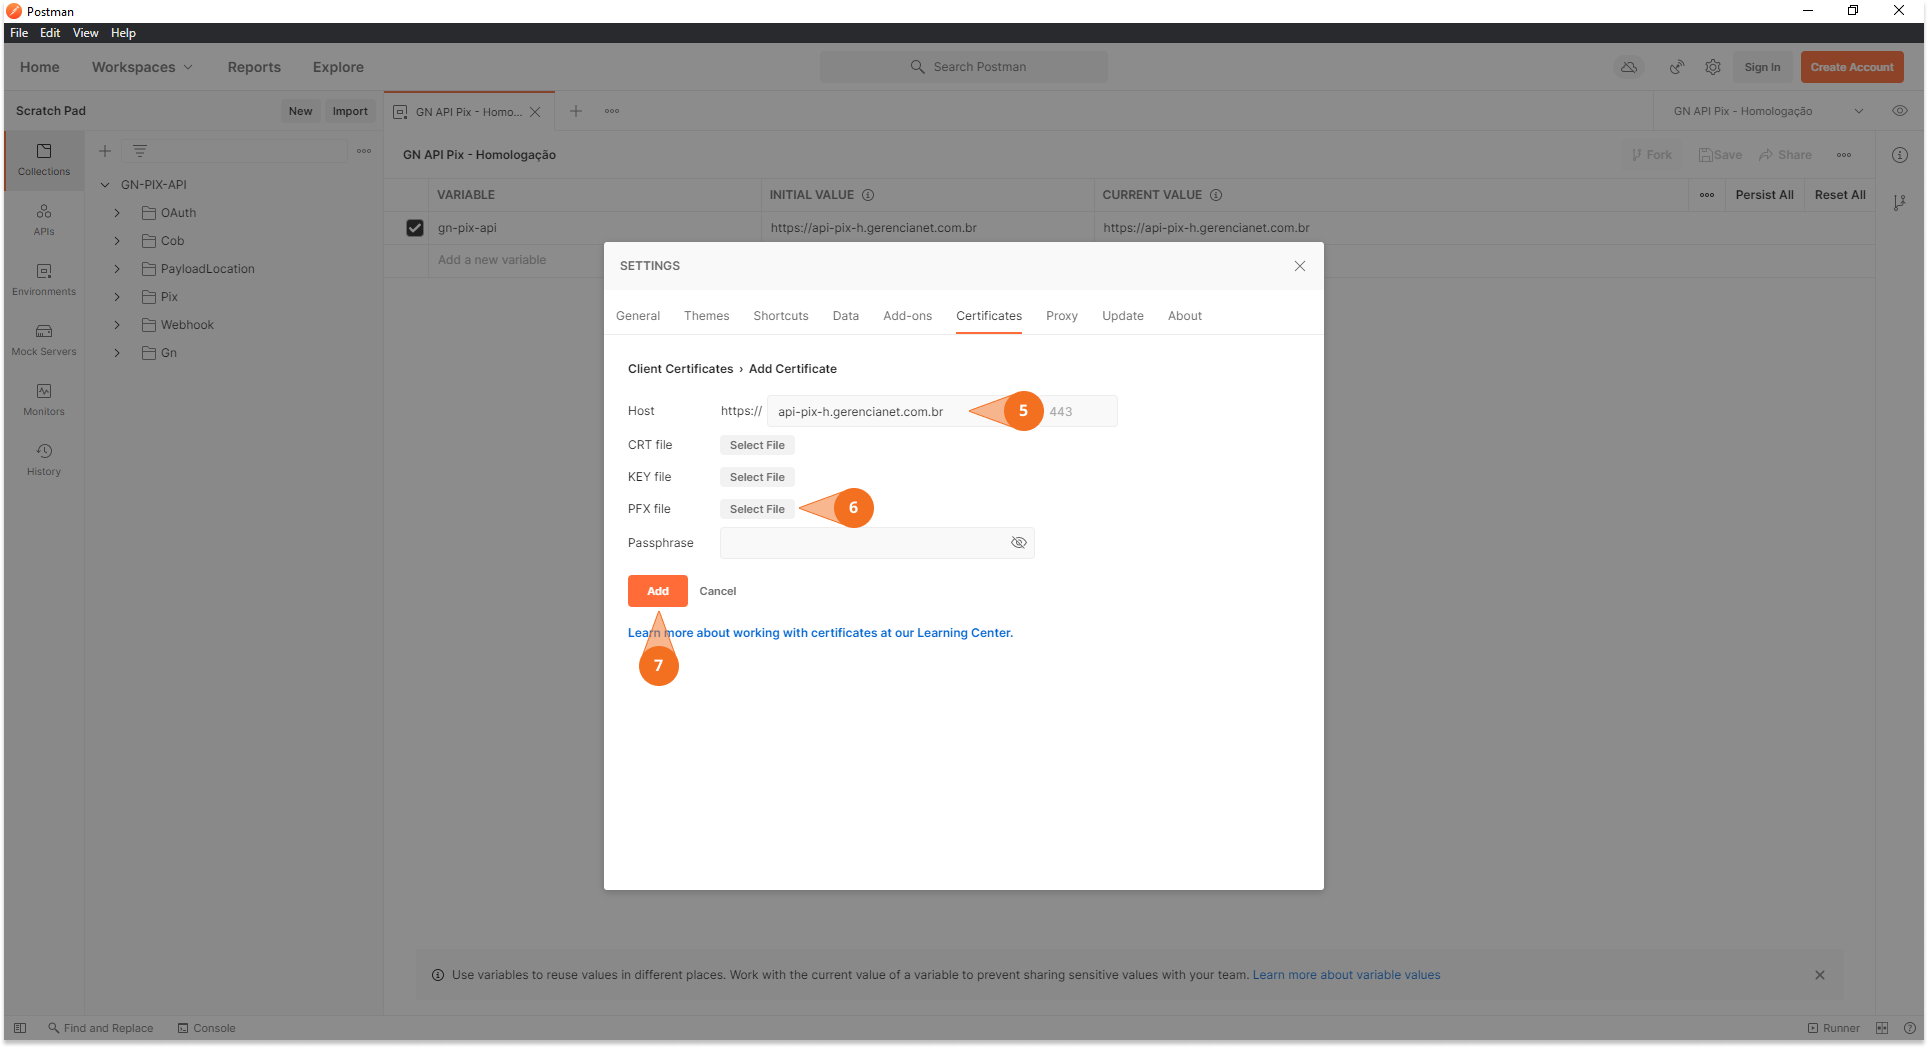 Postman
File Edit View Help
Home Workspaces Reports Explore Search Postman Sign In Create Account
Scratch Pad New Import GN API Pix - Homo... GN API Pix - Homologação
GN API Pix - Homologação Fork Save Share
Collections
APIs
Environments
Mock Servers
Monitors
History
GN-PIX-API
OAuth
Cob
PayloadLocation
Pix
Webhook
Gn
VARIABLE INITIAL VALUE CURRENT VALUE Persist All Reset All
gn-pix-api https://api-pix-h.gerencianet.com.br https://api-pix-h.gerencianet.com.br
Add a new variable
SETTINGS
General Themes Shortcuts Data Add-ons Certificates Proxy Update About
Client Certificates › Add Certificate
Host https:// api-pix-h.gerencianet.com.br 5 443
CRT file Select File
KEY file Select File
PFX file Select File 6
Passphrase
Add Cancel
Learn more about working with certificates at our Learning Center.
7
Use variables to reuse values in different places. Work with the current value of a variable to prevent sharing sensitive values with your team. Learn more about variable values
Find and Replace Console Runner